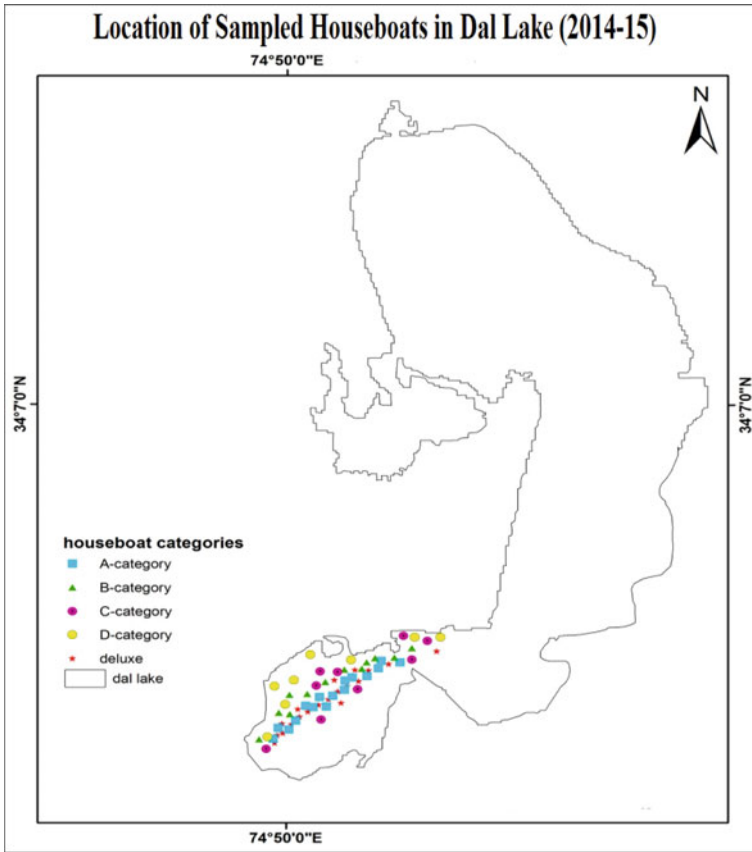 Location of Sampled Houseboats in Dal Lake (2014-15)
74°50'0"E
N
34°7'0"N
34°7'0"N
houseboat categories
A-category
B-category
C-category
D-category
deluxe
dal lake
74°50'0"E